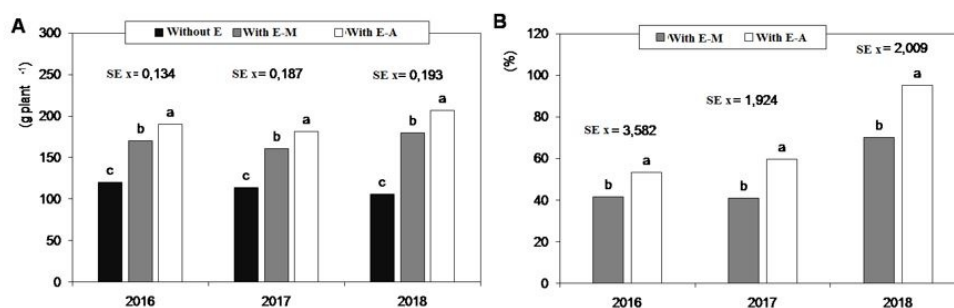 A
Without E With E-M With E-A
(g plant -1)
300
250
200
150
100
50
0
SE x = 0,134
SE x = 0,187
SE x = 0,193
c b a
c b a
c b a
2016 2017 2018
B
With E-M With E-A
(%)
120
100
80
60
40
20
0
SE x = 3,582
SE x = 1,924
SE x = 2,009
b a
b a
b a
2016 2017 2018